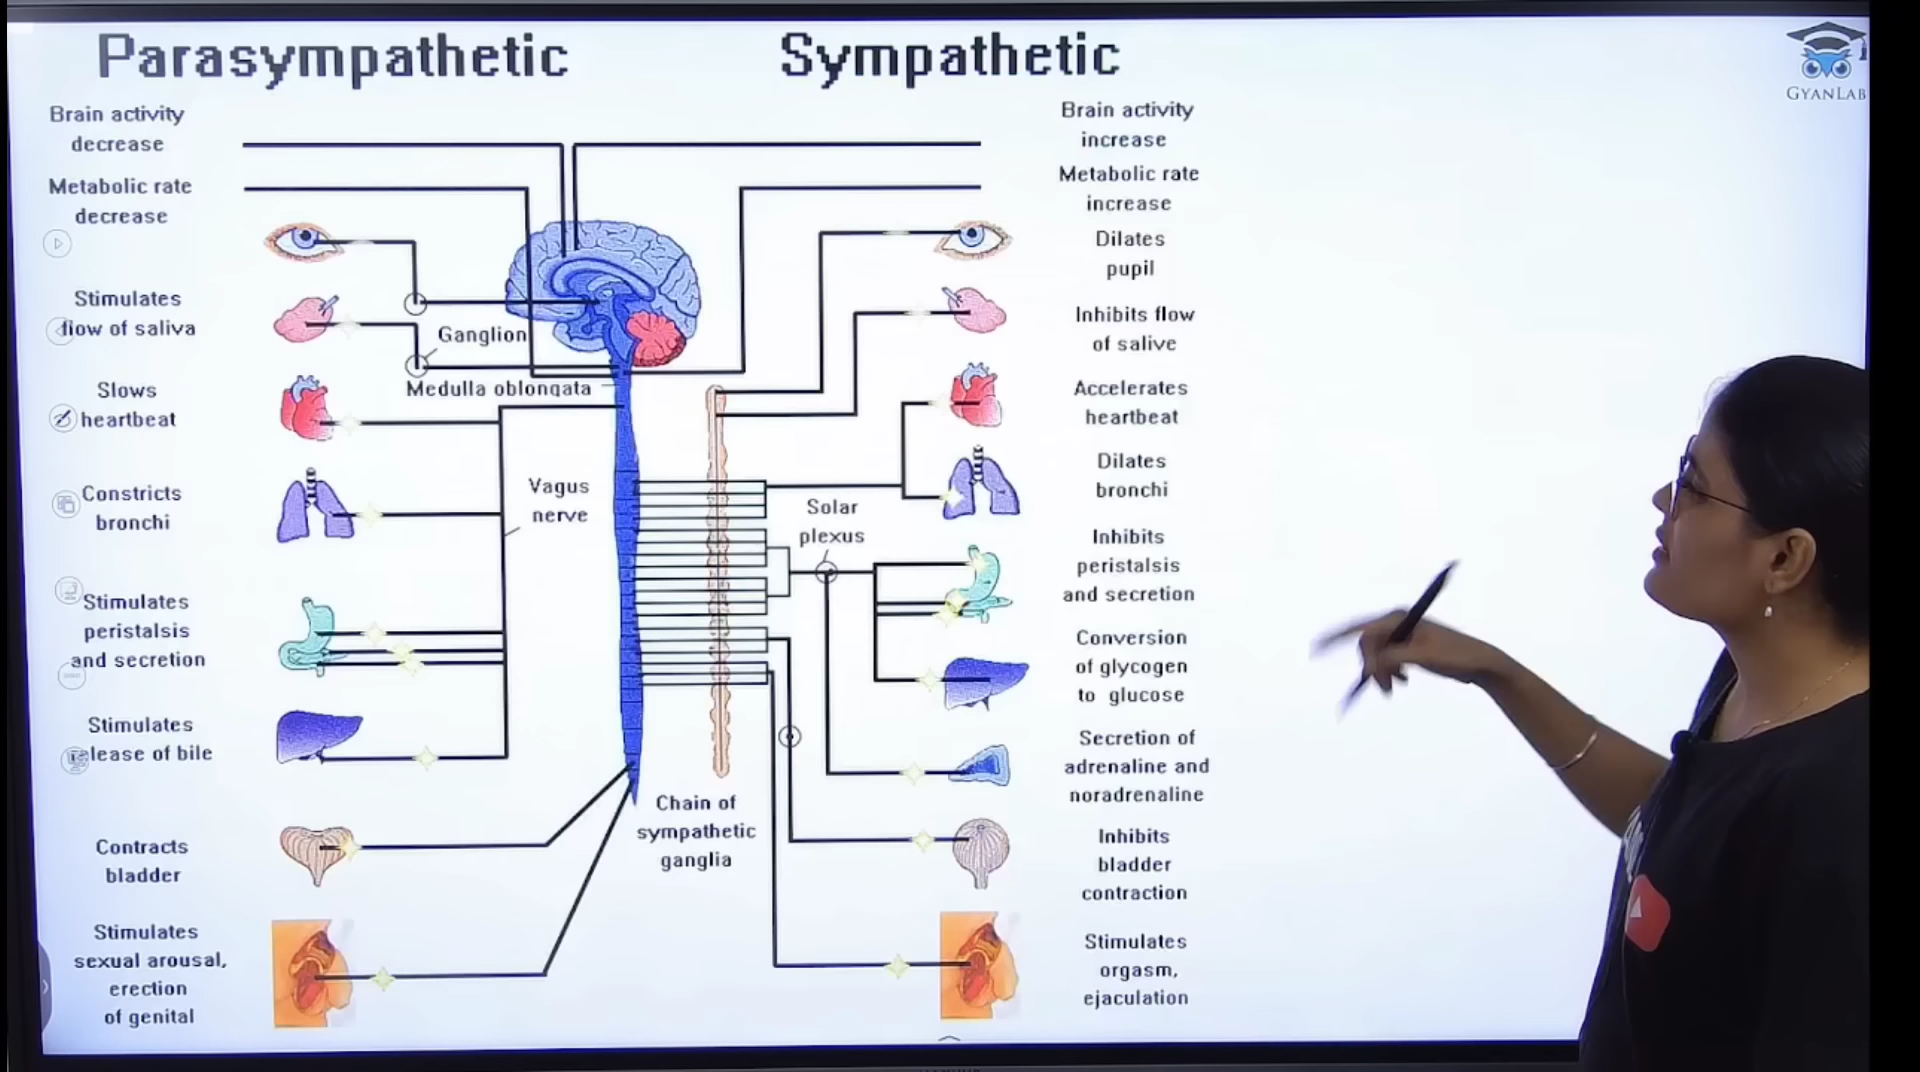 Parasympathetic
Sympathetic
GYANLAB
Brain activity
decrease
Metabolic rate
decrease
Stimulates
flow of saliva
Slows
heartbeat
Constricts
bronchi
Stimulates
peristalsis
and secretion
Stimulates
release of bile
Contracts
bladder
Stimulates
sexual arousal,
erection
of genital
Ganglion
Medulla oblongata
Vagus
nerve
Solar
plexus
Chain of
sympathetic
ganglia
Brain activity
increase
Metabolic rate
increase
Dilates
pupil
Inhibits flow
of salive
Accelerates
heartbeat
Dilates
bronchi
Inhibits
peristalsis
and secretion
Conversion
of glycogen
to glucose
Secretion of
adrenaline and
noradrenaline
Inhibits
bladder
contraction
Stimulates
orgasm,
ejaculation